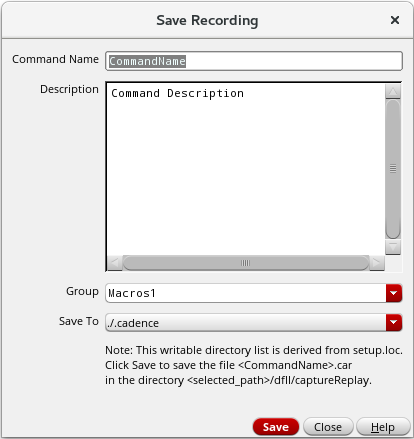 Save Recording
Command Name CommandName
Description Command Description
Group Macros1
Save To ./.cadence
Note: This writable directory list is derived from setup.loc.
Click Save to save the file <CommandName>.car
in the directory <selected_path>/dfII/captureReplay.
Save Close Help